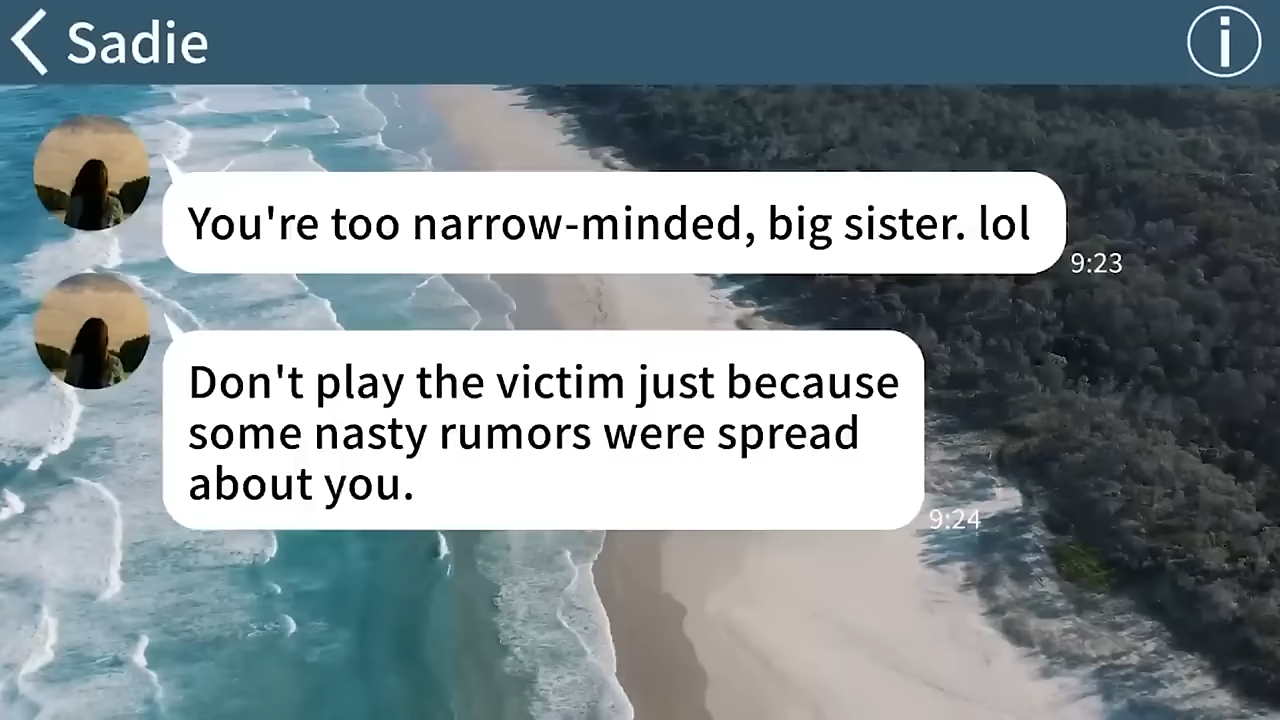 Sadie
i
You're too narrow-minded, big sister. lol
9:23
Don't play the victim just because
some nasty rumors were spread
about you.
9:24